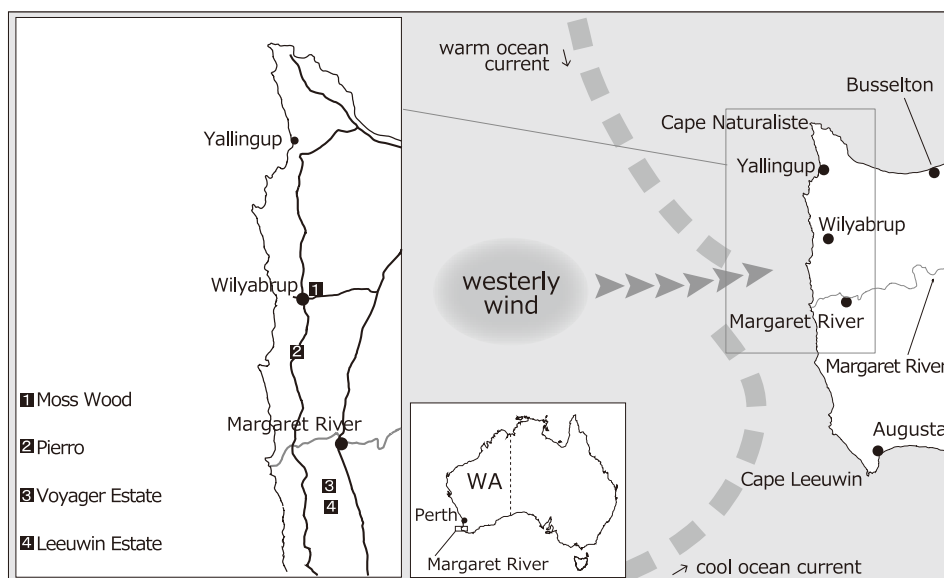 Yallingup
Wilyabrup
1
2
1 Moss Wood
Margaret River
2 Pierro
3
3 Voyager Estate
4
4 Leeuwin Estate
warm ocean
current
westerly
wind
Busselton
Cape Naturaliste
Yallingup
Wilyabrup
Margaret River
Margaret River
Augusta
Cape Leeuwin
WA
Perth
Margaret River
cool ocean current